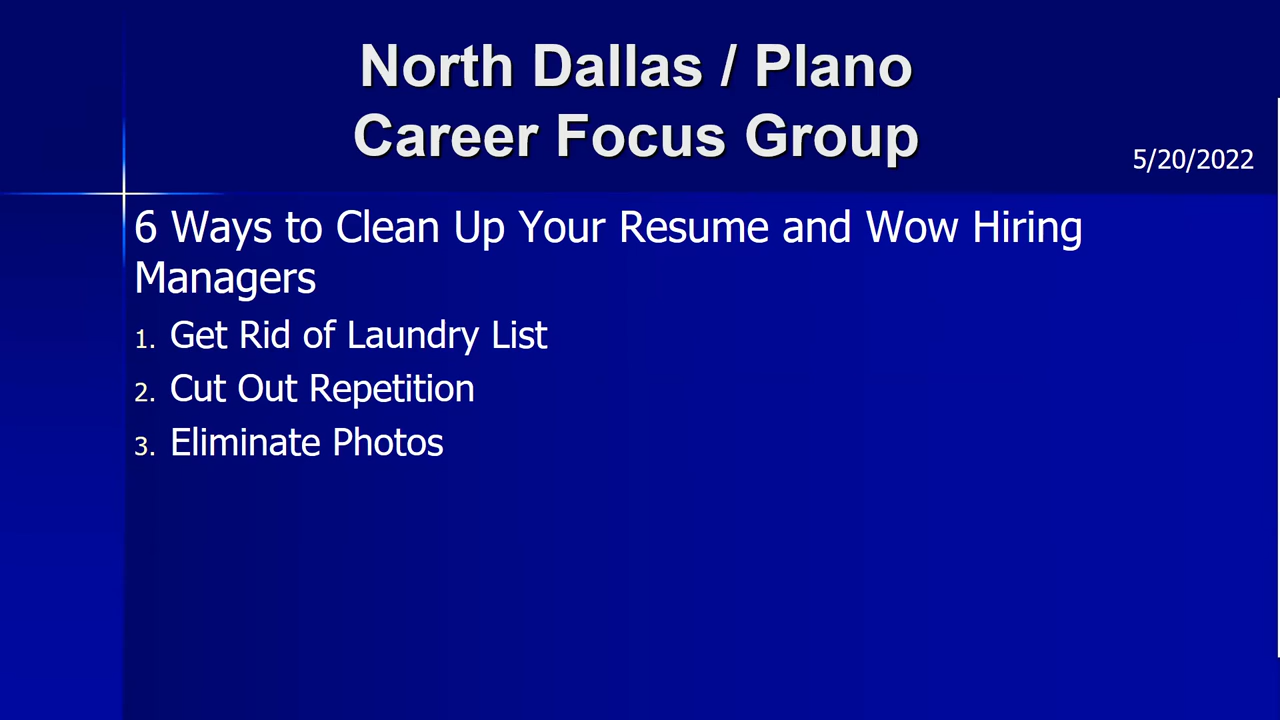 North Dallas / Plano
Career Focus Group
5/20/2022
6 Ways to Clean Up Your Resume and Wow Hiring
Managers
1. Get Rid of Laundry List
2. Cut Out Repetition
3. Eliminate Photos